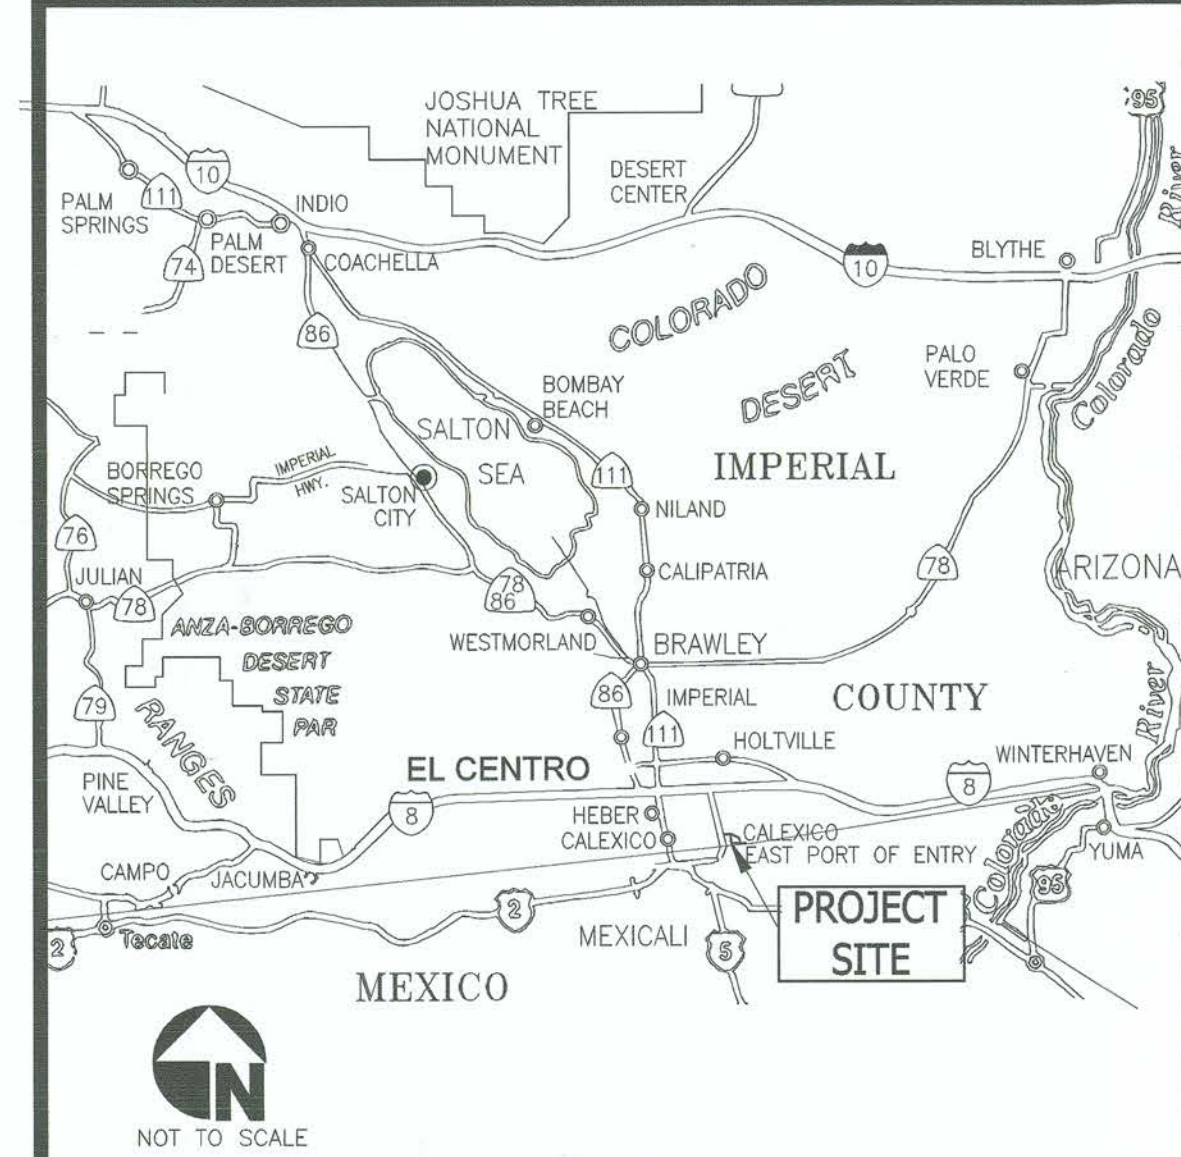 JOSHUA TREE
NATIONAL
MONUMENT
95
River
10
DESERT
CENTER
111
PALM
SPRINGS
INDIO
PALM
DESERT
74
COACHELLA
BLYTHE
10
COLORADO
DESERT
86
PALO
VERDE
Colorado
BOMBAY
BEACH
SALTON
SEA
IMPERIAL
BORREGO
SPRINGS
IMPERIAL
HWY.
SALTON
CITY
111
NILAND
76
JULIAN
78
78
86
CALIPATRIA
78
ARIZONA
ANZA-BORREGO
DESERT
STATE
PAR
WESTMORLAND
BRAWLEY
79
RANGES
86
IMPERIAL
COUNTY
River
111
HOLTVILLE
WINTERHAVEN
PINE
VALLEY
EL CENTRO
8
8
HEBER
CALEXICO
CALEXICO
EAST PORT OF ENTRY
Colorado
YUMA
CAMPO
JACUMBA
95
2
PROJECT
SITE
2
Tecate
MEXICALI
5
MEXICO
N
NOT TO SCALE